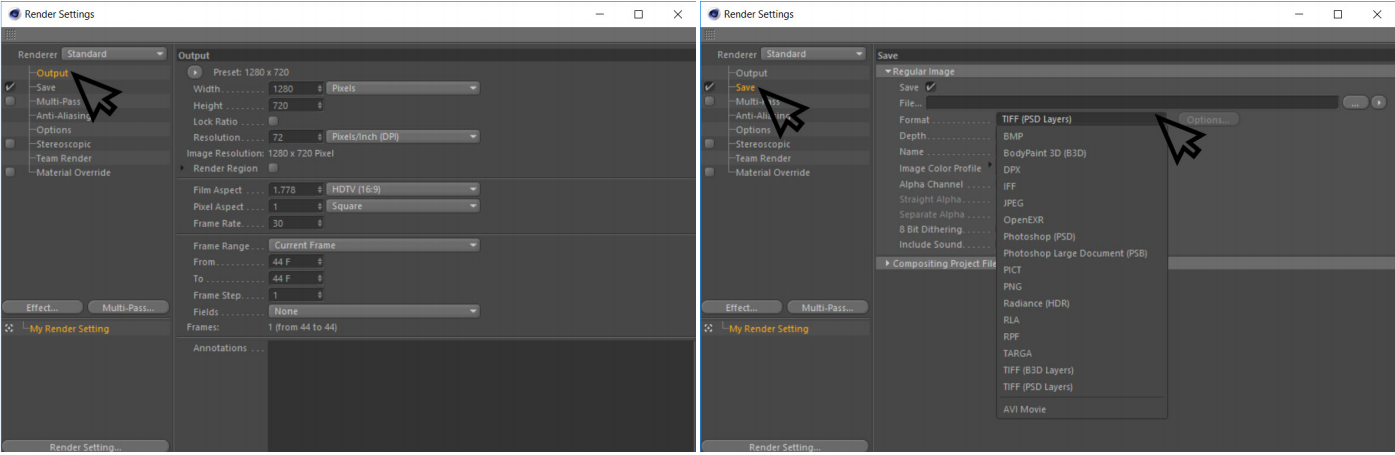 Render Settings
Renderer Standard
Output
Save
Multi-Pass
Anti-Aliasing
Options
Stereoscopic
Team Render
Material Override
Effect... Multi-Pass...
My Render Setting
Render Setting...
Output
Preset: 1280 x 720
Width........ 1280 Pixels
Height ....... 720
Lock Ratio .....
Resolution..... 72 Pixels/Inch (DPI)
Image Resolution: 1280 x 720 Pixel
Render Region
Film Aspect .... 1.778 HDTV (16:9)
Pixel Aspect.... 1 Square
Frame Rate..... 30
Frame Range... Current Frame
From......... 44 F
To ........... 44 F
Frame Step..... 1
Fields ........ None
Frames: 1 (from 44 to 44)
Annotations ...
Render Settings
Renderer Standard
Output
Save
Options
Stereoscopic
Team Render
Material Override
Effect... Multi-Pass...
My Render Setting
Render Setting...
Save
Regular Image
Save
File... ...
Format ........... TIFF (PSD Layers) Options...
Depth.....
Name ............
Image Color Profile
Alpha Channel .....
Straight Alpha.....
Separate Alpha .....
8 Bit Dithering......
Include Sound......
Compositing Project File
BMP
BodyPaint 3D (B3D)
DPX
IFF
JPEG
OpenEXR
Photoshop (PSD)
Photoshop Large Document (PSB)
PICT
PNG
Radiance (HDR)
RLA
RPF
TARGA
TIFF (B3D Layers)
TIFF (PSD Layers)
AVI Movie